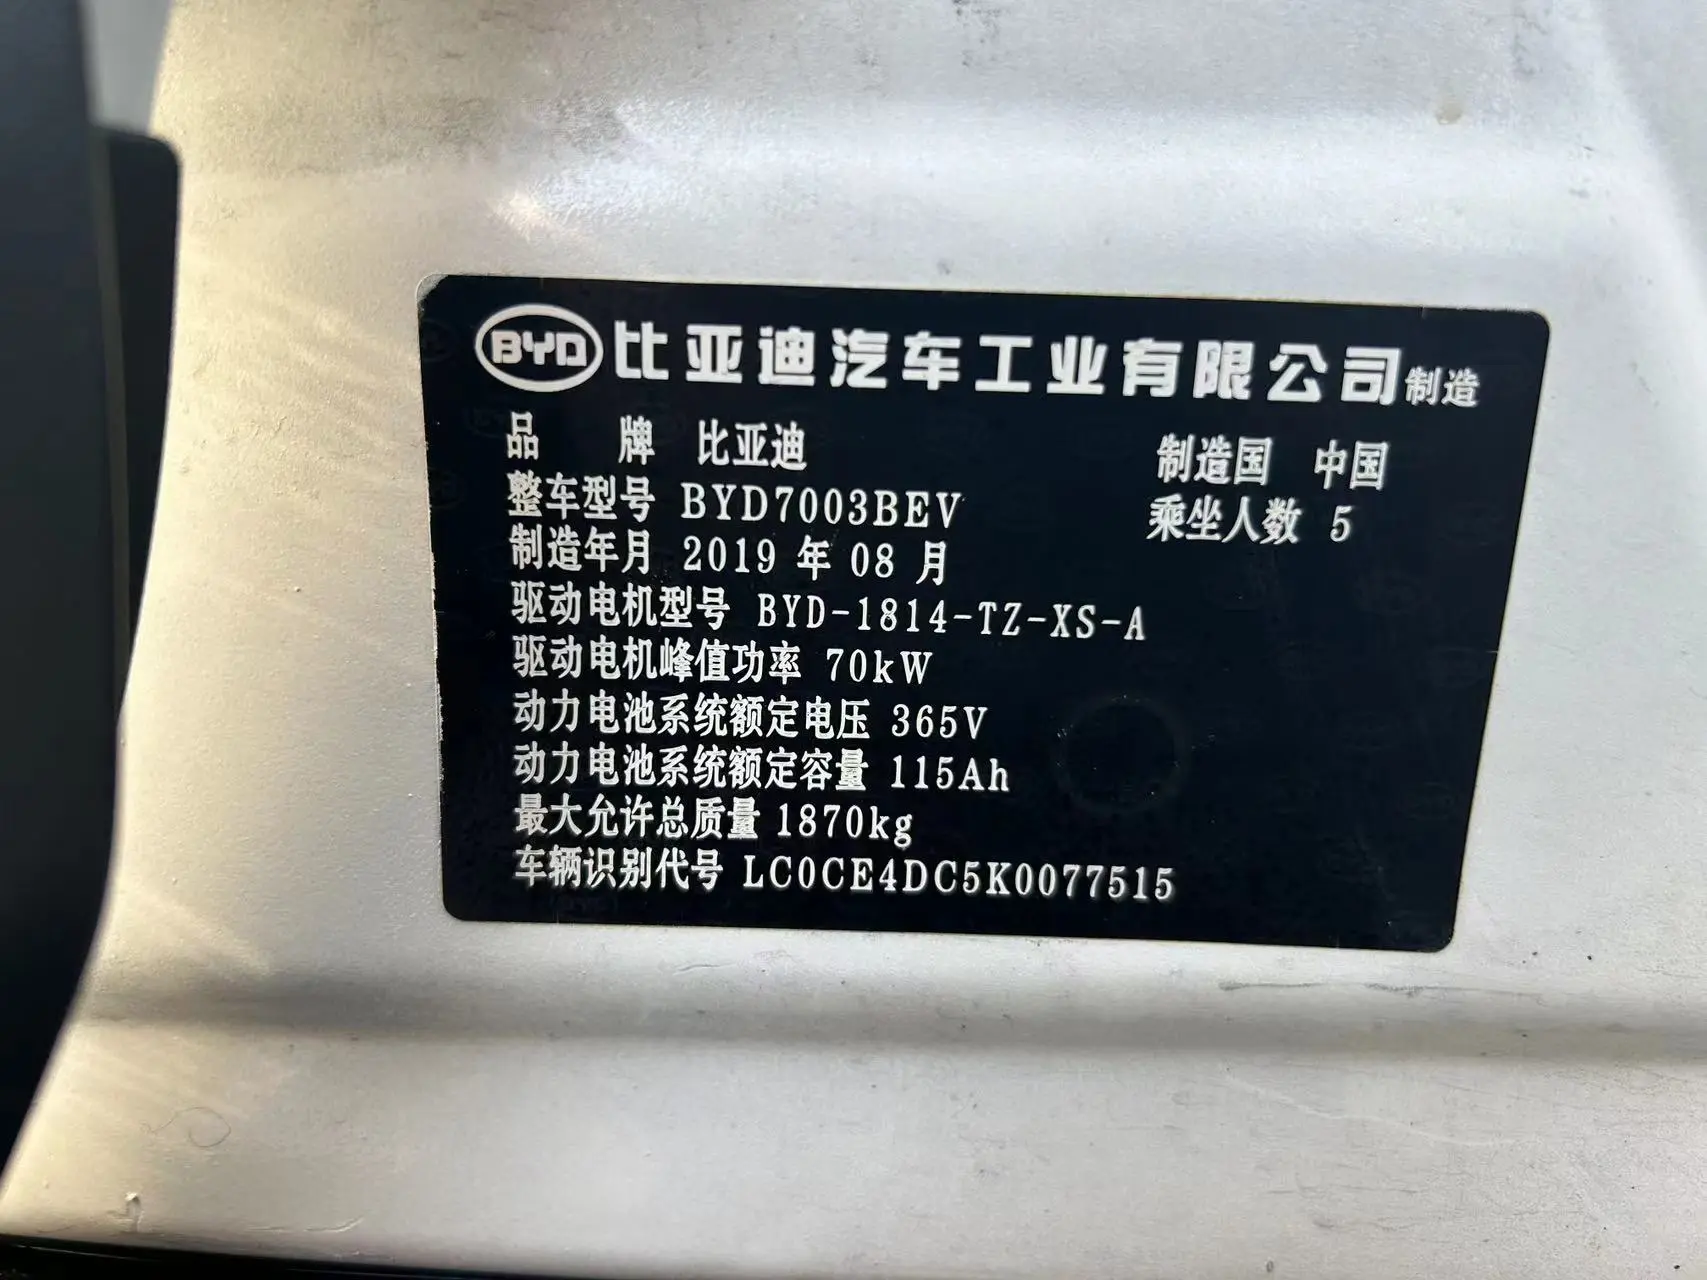 BYD 比亚迪汽车工业有限公司制造
品 牌 比亚迪 制造国 中国
整车型号 BYD7003BEV 乘坐人数 5
制造年月 2019 年 08 月
驱动电机型号 BYD-1814-TZ-XS-A
驱动电机峰值功率 70kW
动力电池系统额定电压 365V
动力电池系统额定容量 115Ah
最大允许总质量 1870kg
车辆识别代号 LC0CE4DC5K0077515